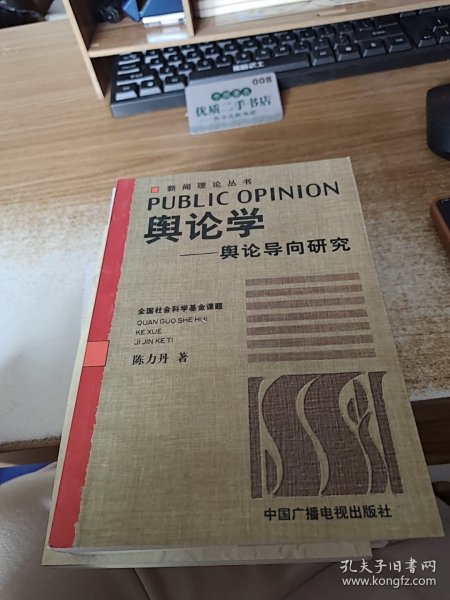 008
优质二手书店
新闻理论丛书
PUBLIC OPINION
舆论学
——舆论导向研究
全国社会科学基金课题
QUAN GUO SHE HUI
KE XUE
JI JIN KE TI
陈力丹 著
中国广播电视出版社
孔夫子旧书网
www.kongfz.com